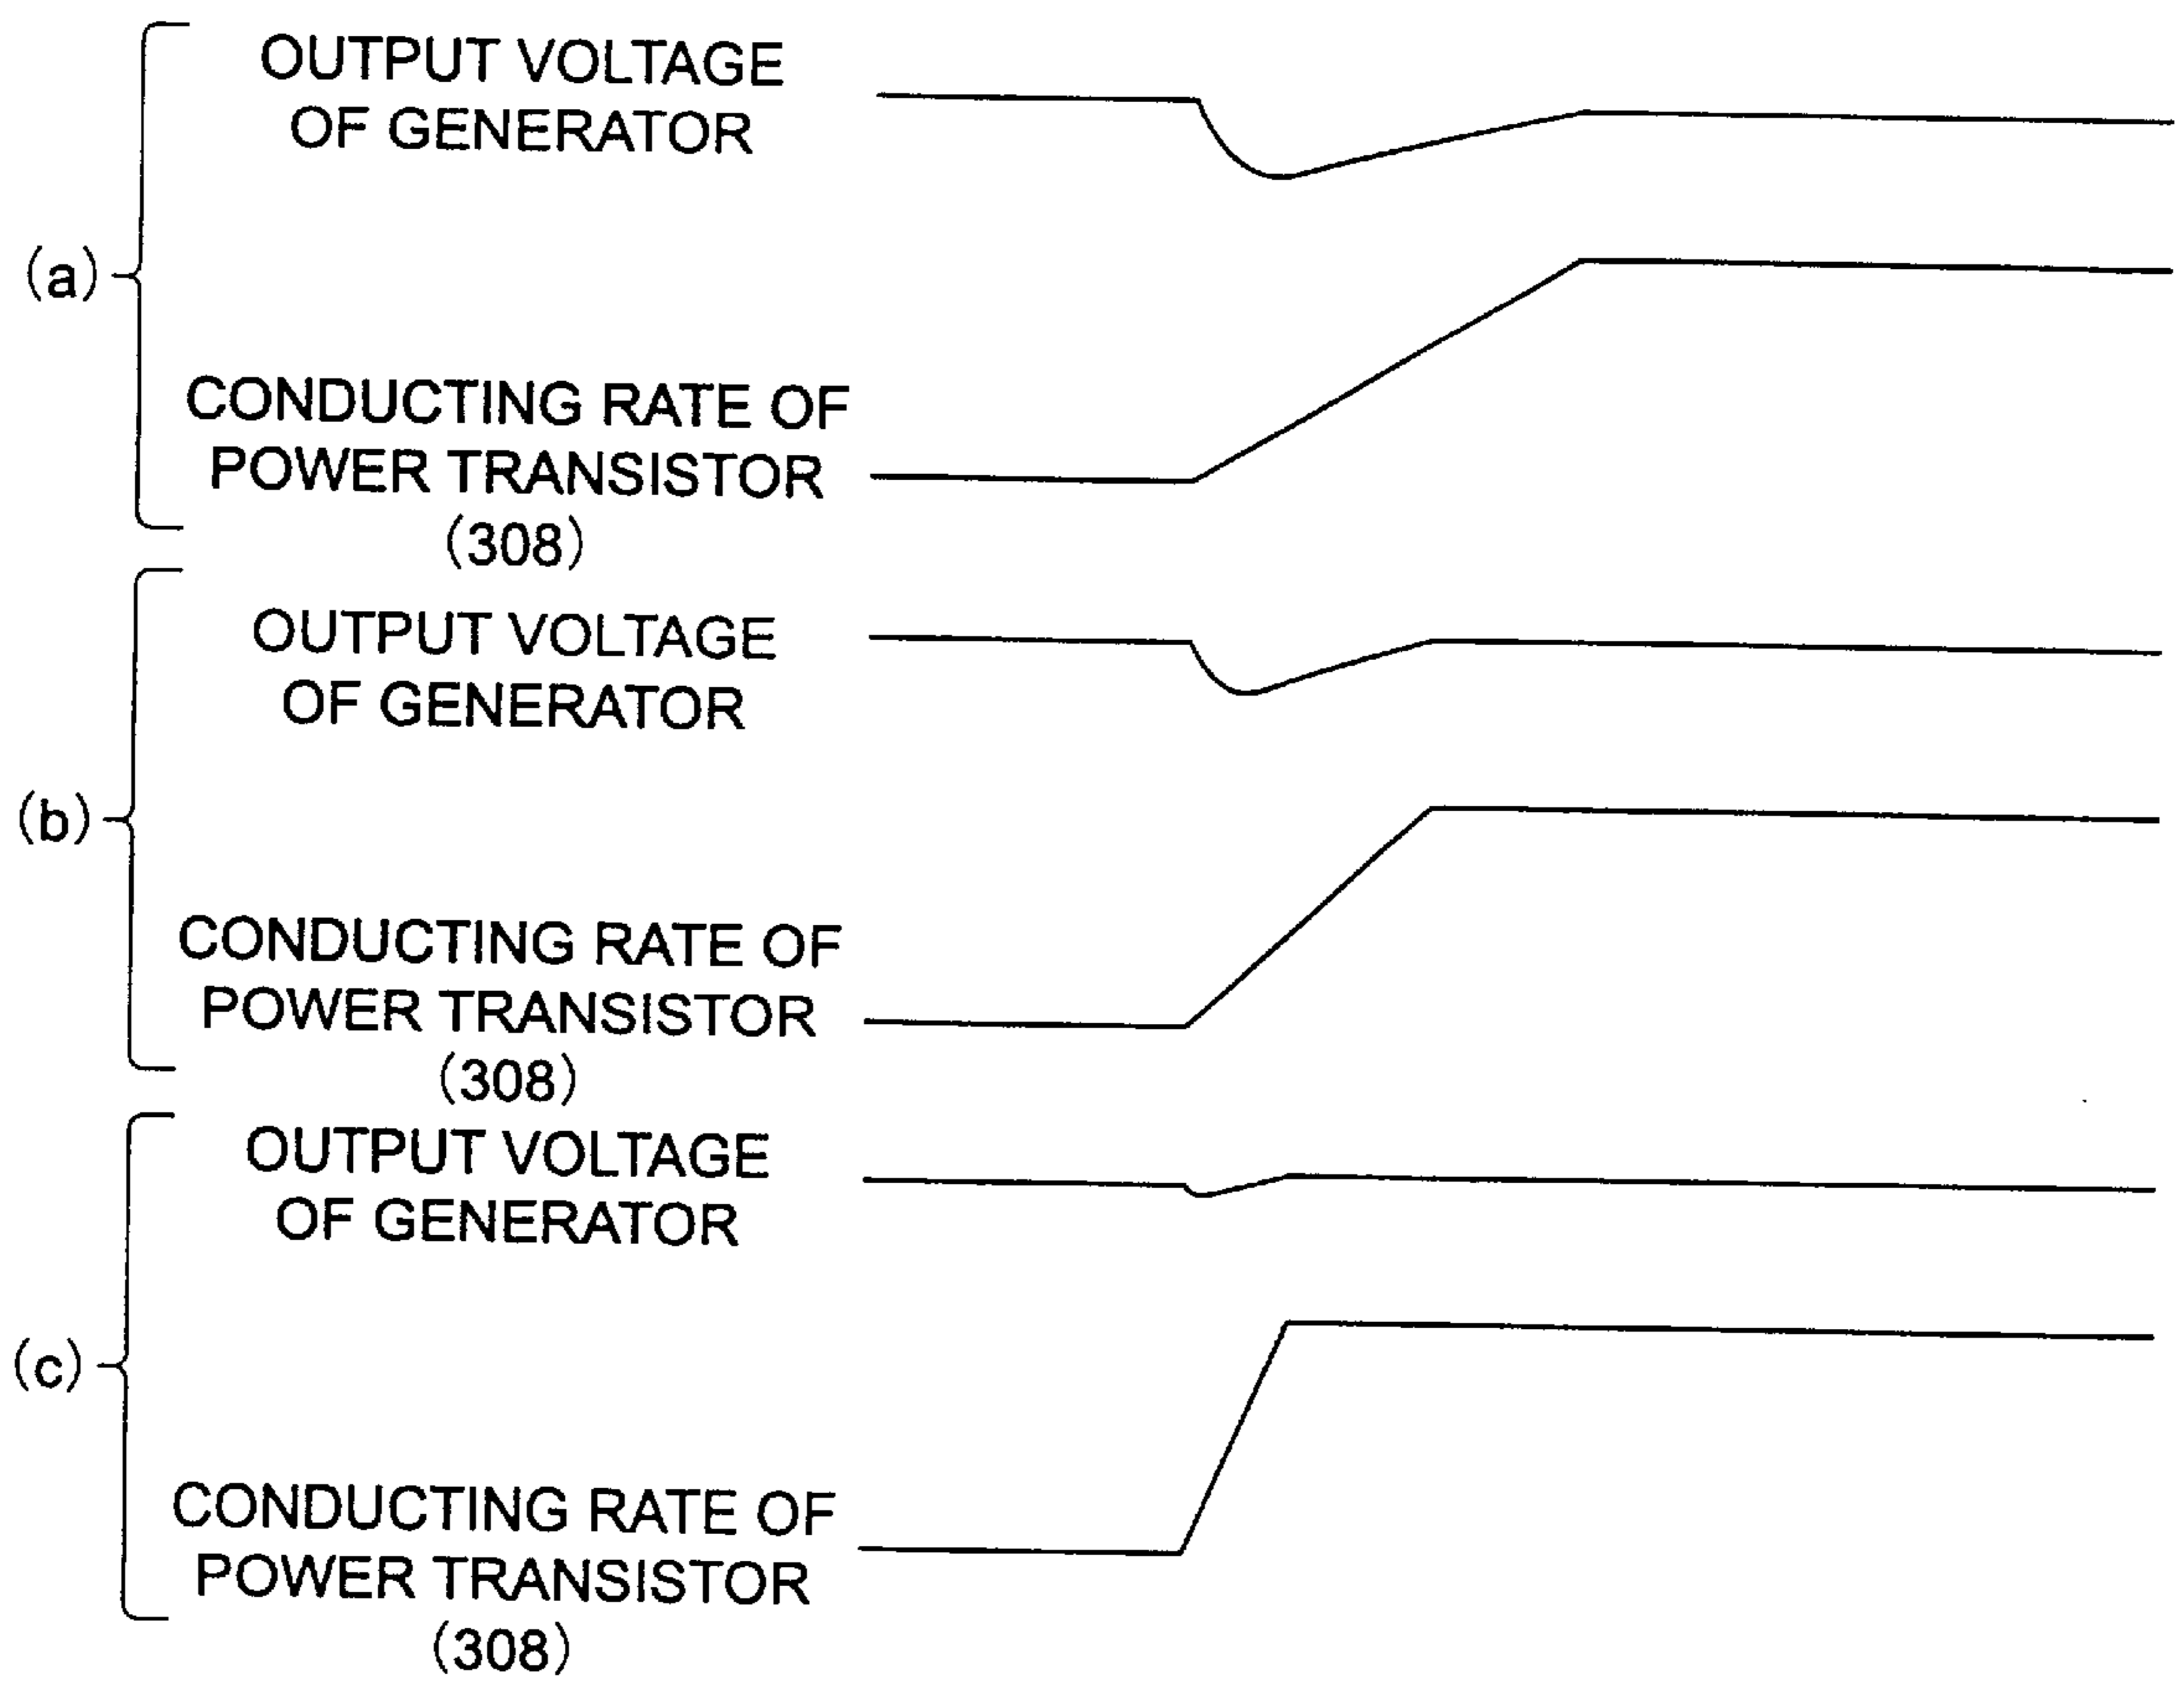 OUTPUT VOLTAGE
OF GENERATOR
(a)
CONDUCTING RATE OF
POWER TRANSISTOR
(308)
OUTPUT VOLTAGE
OF GENERATOR
(b)
CONDUCTING RATE OF
POWER TRANSISTOR
(308)
OUTPUT VOLTAGE
OF GENERATOR
(c)
CONDUCTING RATE OF
POWER TRANSISTOR
(308)